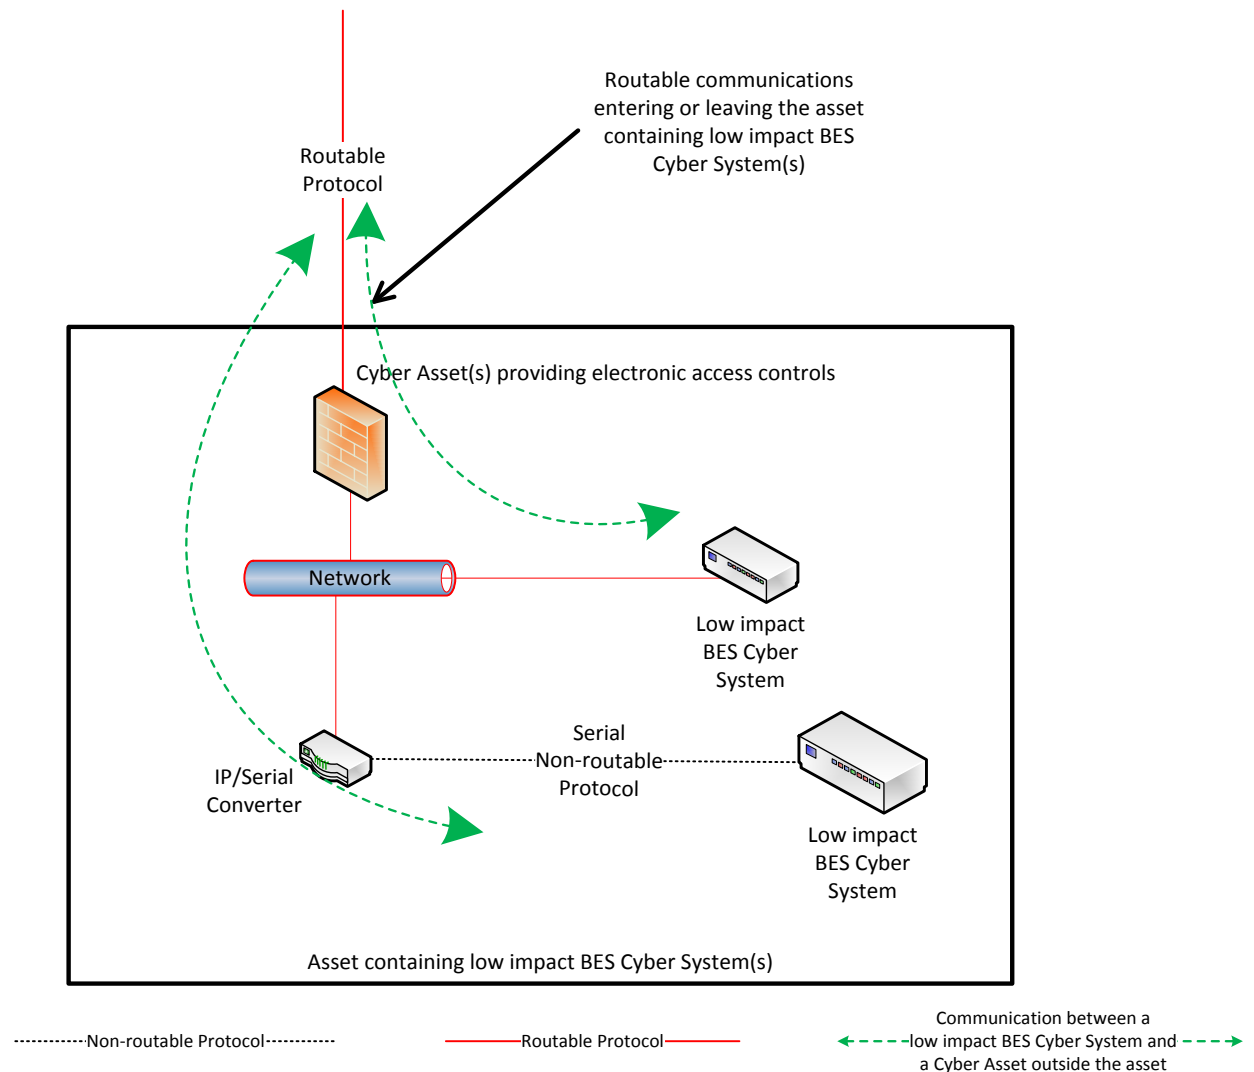 Routable communications
entering or leaving the asset
containing low impact BES
Cyber System(s)
Routable
Protocol
Cyber Asset(s) providing electronic access controls
Network
Low impact
BES Cyber
System
Serial
Non-routable
Protocol
IP/Serial
Converter
Low impact
BES Cyber
System
Asset containing low impact BES Cyber System(s)
Non-routable Protocol
Routable Protocol
Communication between a
low impact BES Cyber System and
a Cyber Asset outside the asset